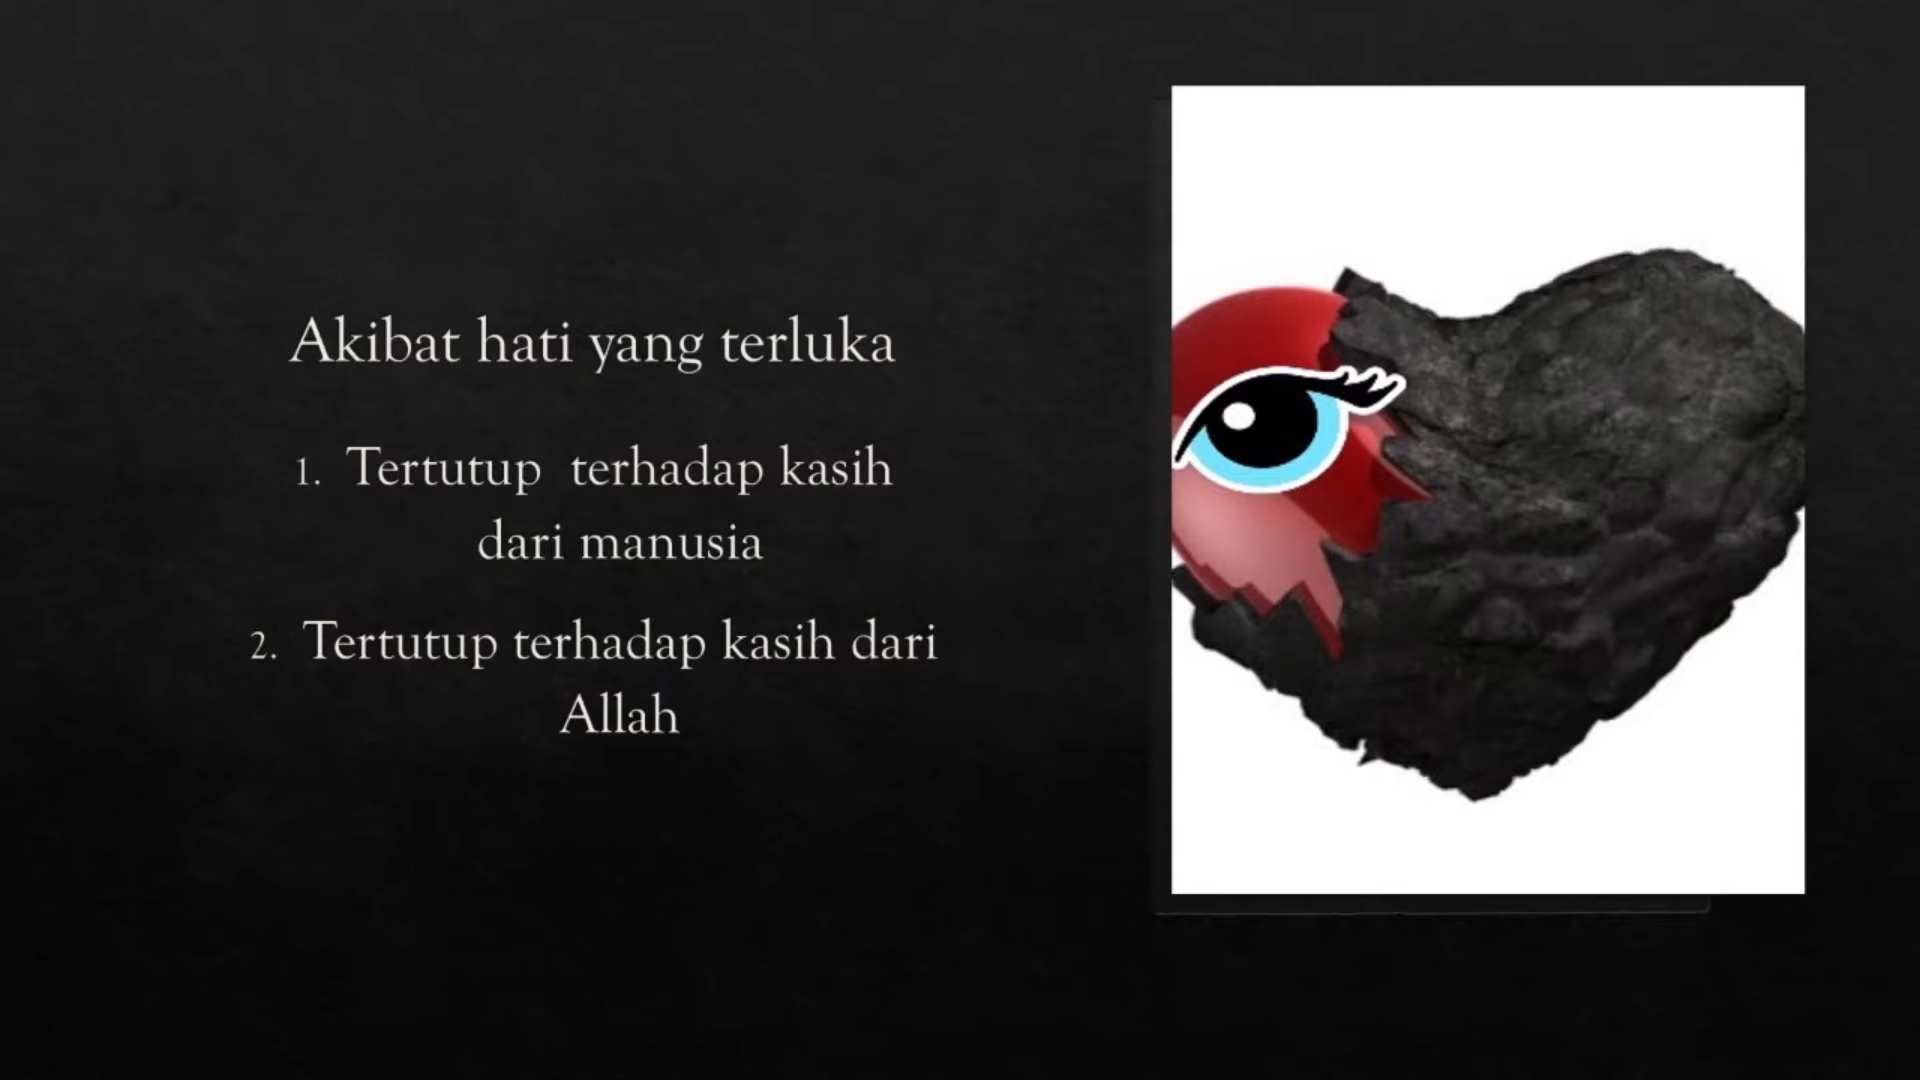 Akibat hati yang terluka
1. Tertutup  terhadap kasih
dari manusia
2. Tertutup terhadap kasih dari
Allah